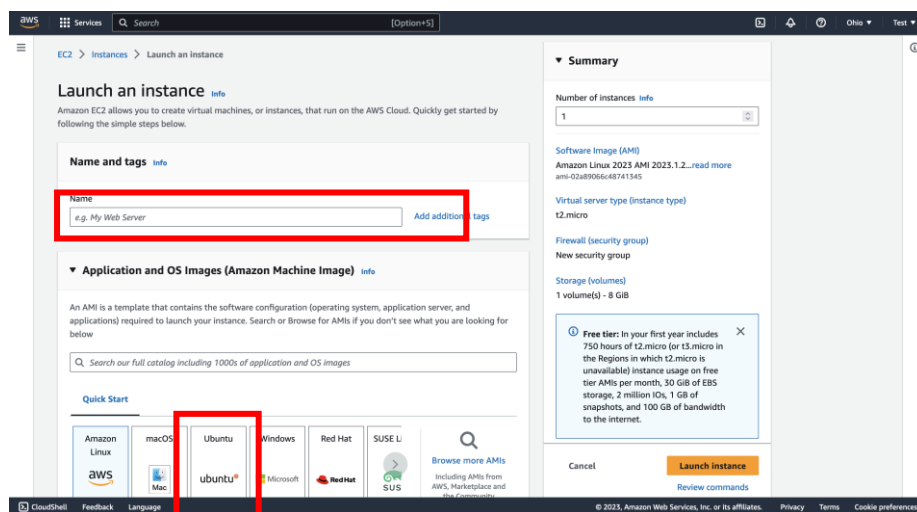 aws
Services
Search
[Option+S]
Ohio
Test
EC2 > Instances > Launch an instance
Launch an instance Info
Amazon EC2 allows you to create virtual machines, or instances, that run on the AWS Cloud. Quickly get started by
following the simple steps below.
Name and tags Info
Name
e.g. My Web Server
Add additional tags
Application and OS Images (Amazon Machine Image) Info
An AMI is a template that contains the software configuration (operating system, application server, and
applications) required to launch your instance. Search or Browse for AMIs if you don't see what you are looking for
below
Search our full catalog including 1000s of application and OS images
Quick Start
Amazon
Linux
aws
macOS
Mac
Ubuntu
ubuntu
Windows
Microsoft
Red Hat
Red Hat
SUSE Li
SUS
Browse more AMIs
Including AMIs from
AWS, Marketplace and
the Community
Summary
Number of instances Info
1
Software Image (AMI)
Amazon Linux 2023 AMI 2023.1.2...read more
ami-02a89066c48741345
Virtual server type (instance type)
t2.micro
Firewall (security group)
New security group
Storage (volumes)
1 volume(s) - 8 GiB
Free tier: In your first year includes
750 hours of t2.micro (or t3.micro in
the Regions in which t2.micro is
unavailable) instance usage on free
tier AMIs per month, 30 GiB of EBS
storage, 2 million IOs, 1 GB of
snapshots, and 100 GB of bandwidth
to the internet.
Cancel
Launch instance
Review commands
CloudShell
Feedback
Language
© 2023, Amazon Web Services, Inc. or its affiliates.
Privacy
Terms
Cookie preferences